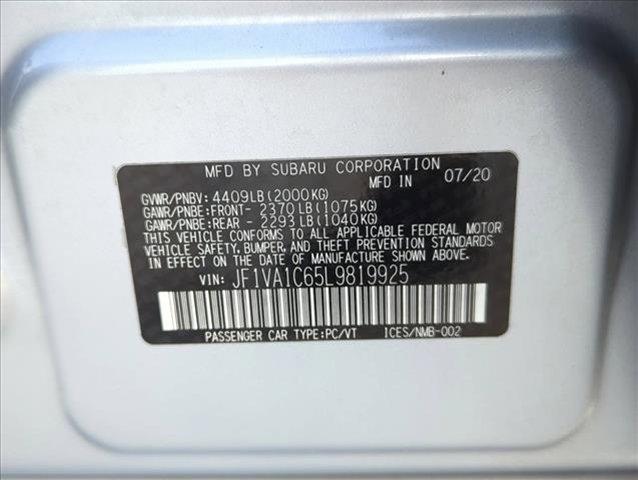 MFD BY SUBARU CORPORATION
MFD IN 07/20
GVWR/PNBV: 4409LB(2000KG)
GAWR/PNBE:FRONT- 2370LB(1075KG)
GAWR/PNBE:REAR - 2293LB(1040KG)
THIS VEHICLE CONFORMS TO ALL APPLICABLE FEDERAL MOTOR
VEHICLE SAFETY, BUMPER, AND THEFT PREVENTION STANDARDS
IN EFFECT ON THE DATE OF MANUFACTURE SHOWN ABOVE.
VIN: JF1VA1C65L9819925
PASSENGER CAR TYPE:PC/VT ICES/NMB-002